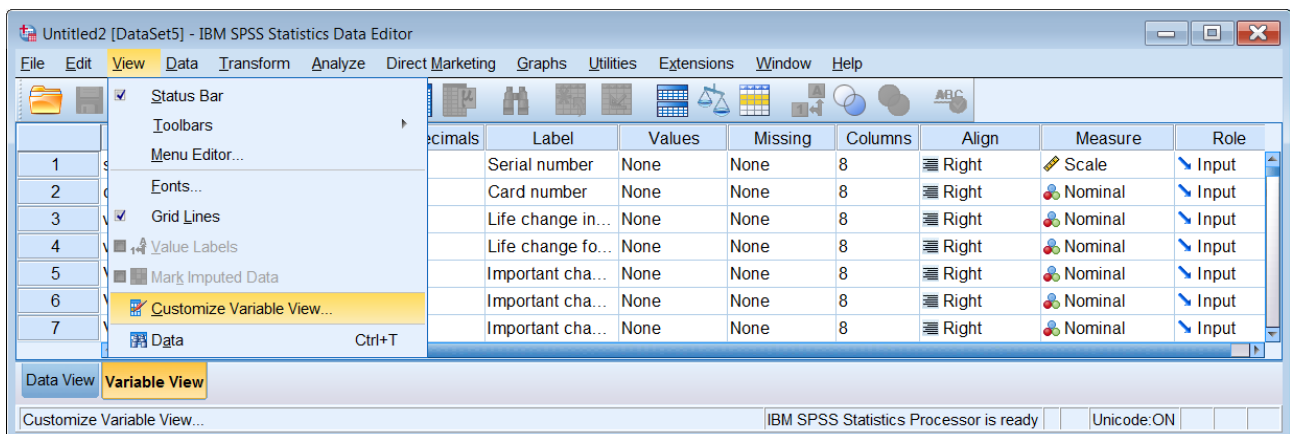 Untitled2 [DataSet5] - IBM SPSS Statistics Data Editor
File Edit View Data Transform Analyze Direct Marketing Graphs Utilities Extensions Window Help
Status Bar
Toolbars
Menu Editor...
Fonts...
Grid Lines
Value Labels
Mark Imputed Data
Customize Variable View...
Data Ctrl+T
ecimals Label Values Missing Columns Align Measure Role
1 Serial number None None 8 Right Scale Input
2 Card number None None 8 Right Nominal Input
3 Life change in... None None 8 Right Nominal Input
4 Life change fo... None None 8 Right Nominal Input
5 Important cha... None None 8 Right Nominal Input
6 Important cha... None None 8 Right Nominal Input
7 Important cha... None None 8 Right Nominal Input
Data View Variable View
Customize Variable View... IBM SPSS Statistics Processor is ready Unicode:ON